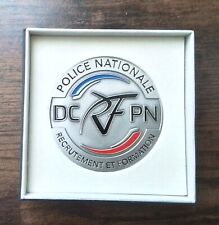 POLICE NATIONALE
DC RF PN
RECRUTEMENT ET FORMATION